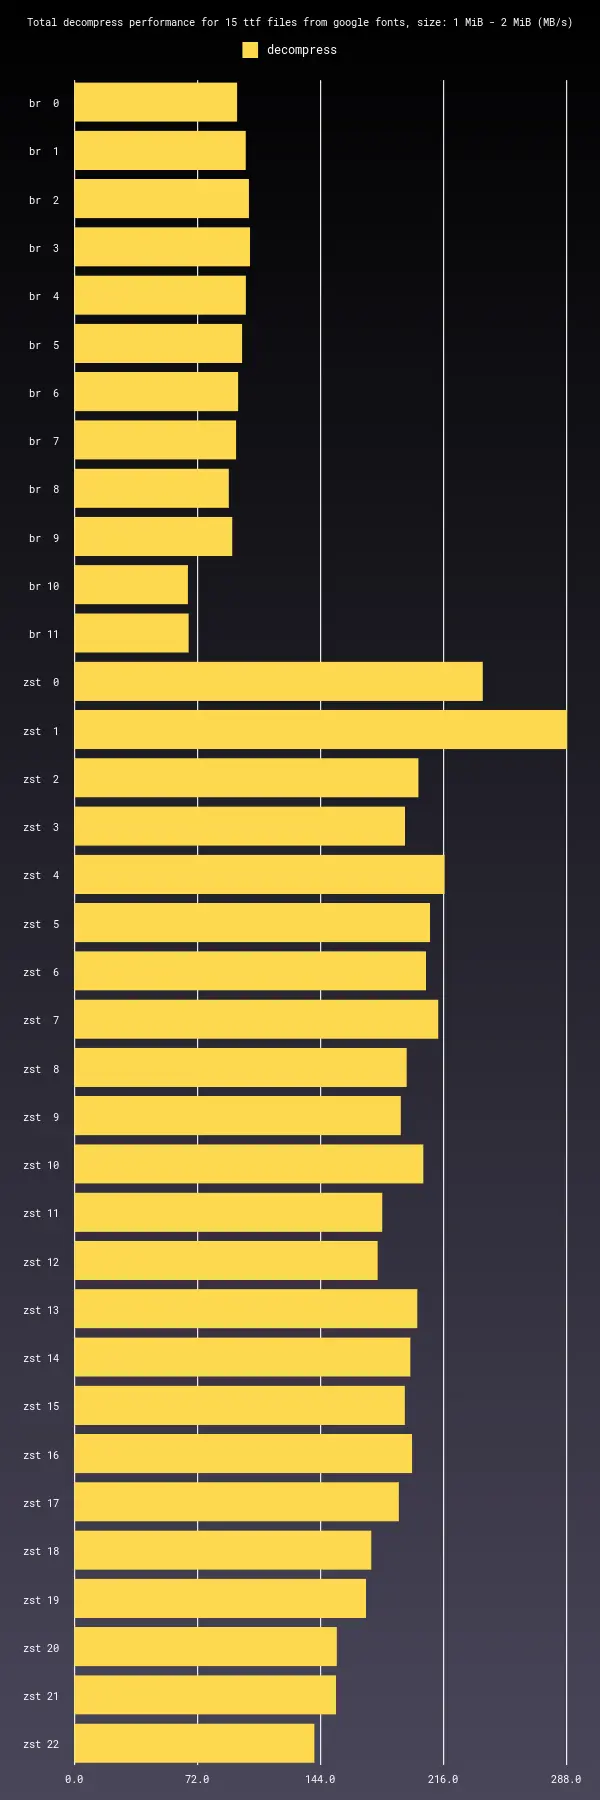 Total decompress performance for 15 ttf files from google fonts, size: 1 MiB - 2 MiB (MB/s)
decompress
br 0
br 1
br 2
br 3
br 4
br 5
br 6
br 7
br 8
br 9
br 10
br 11
zst 0
zst 1
zst 2
zst 3
zst 4
zst 5
zst 6
zst 7
zst 8
zst 9
zst 10
zst 11
zst 12
zst 13
zst 14
zst 15
zst 16
zst 17
zst 18
zst 19
zst 20
zst 21
zst 22
0.0 72.0 144.0 216.0 288.0